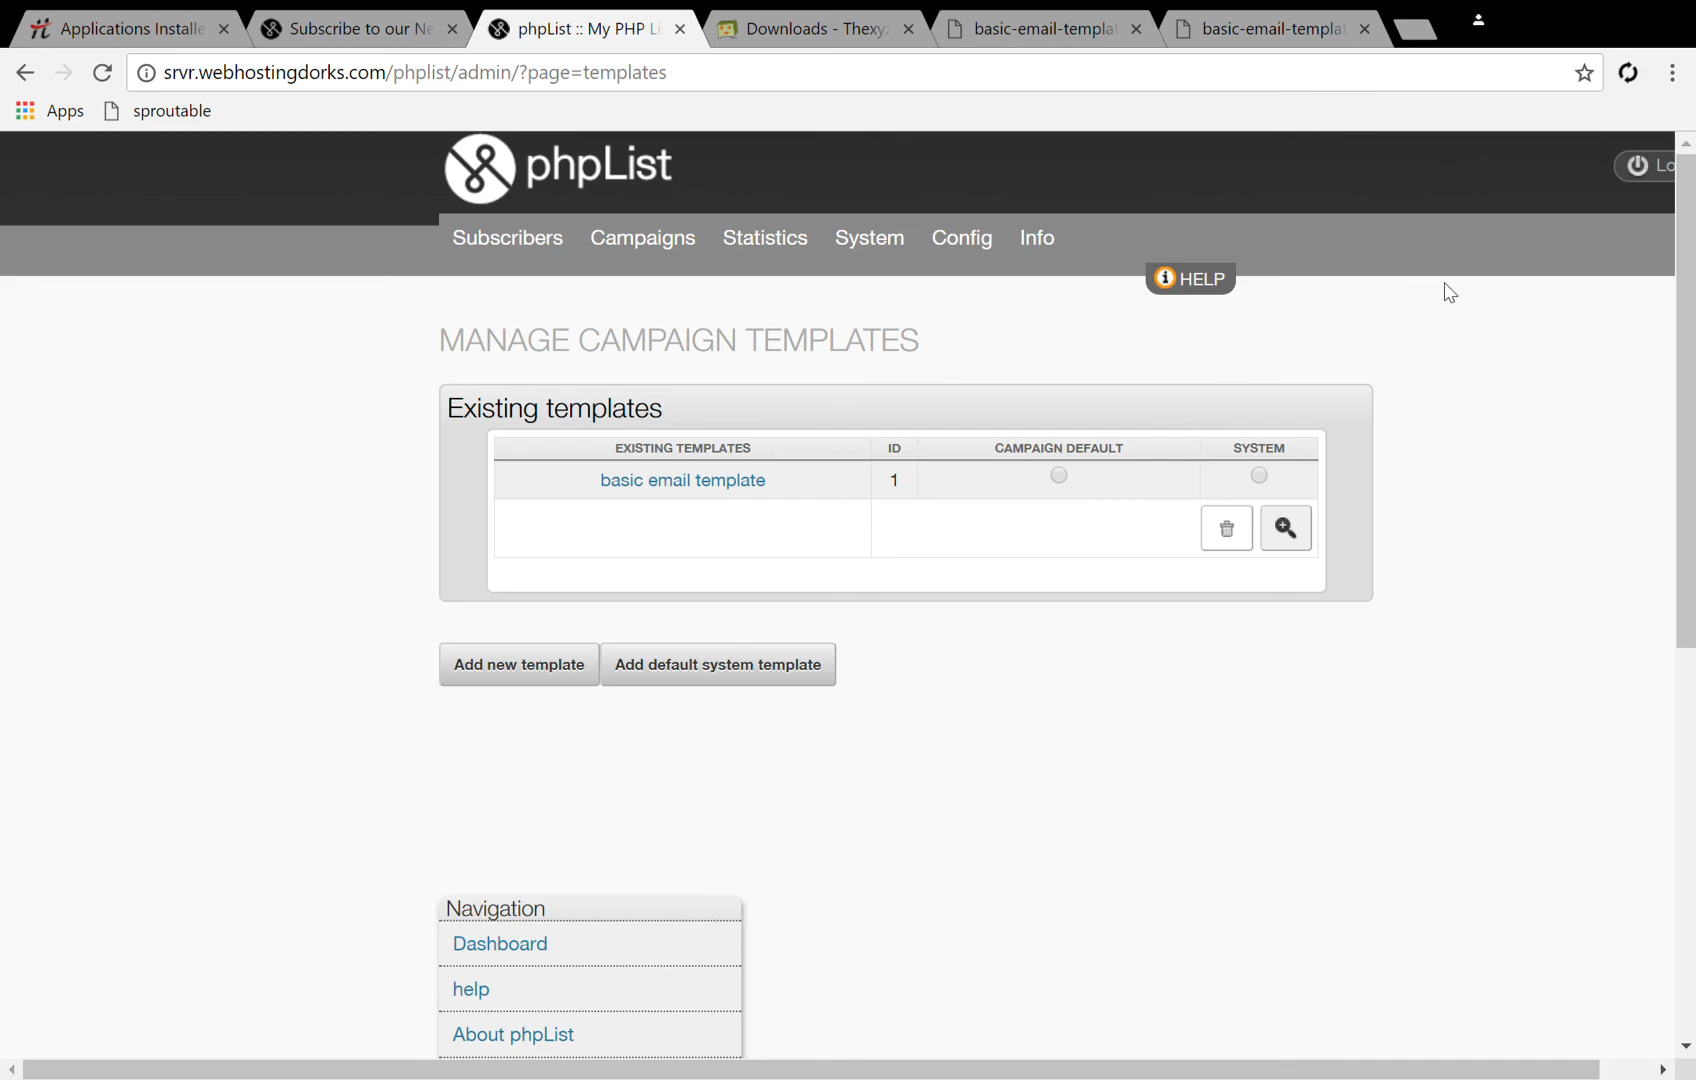 Applications Installe
Subscribe to our Ne
phpList :: My PHP Li
Downloads - Thexyz
basic-email-templat
basic-email-templat
srvr.webhostingdorks.com/phplist/admin/?page=templates
Apps
sproutable
phpList
Lo
Subscribers Campaigns Statistics System Config Info
HELP
MANAGE CAMPAIGN TEMPLATES
Existing templates
EXISTING TEMPLATES ID CAMPAIGN DEFAULT SYSTEM
basic email template 1
Add new template Add default system template
Navigation
Dashboard
help
About phpList